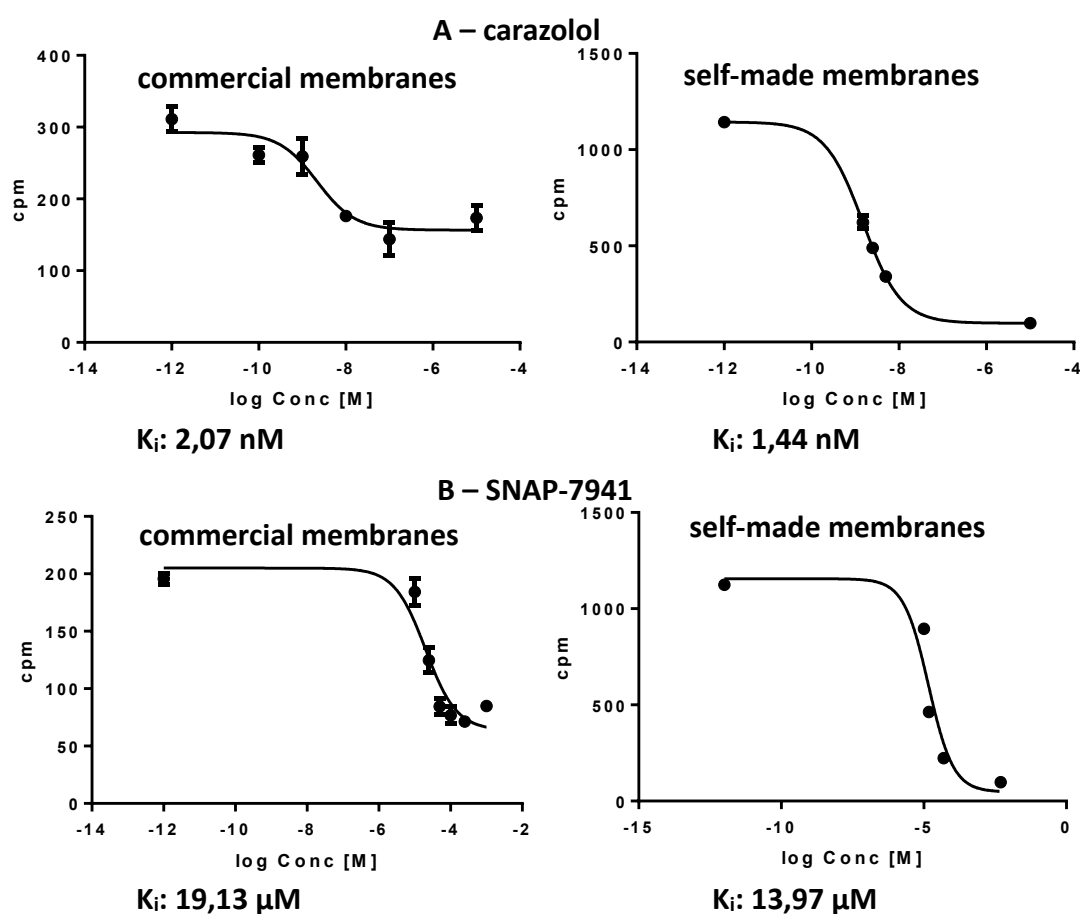 A – carazolol
commercial membranes
400
300
200
100
0
cpm
-14 -12 -10 -8 -6 -4
log Conc [M]
Kᵢ: 2,07 nM
self-made membranes
1500
1000
500
0
cpm
-14 -12 -10 -8 -6 -4
log Conc [M]
Kᵢ: 1,44 nM
B – SNAP-7941
commercial membranes
250
200
150
100
50
0
cpm
-14 -12 -10 -8 -6 -4 -2
log Conc [M]
Kᵢ: 19,13 µM
self-made membranes
1500
1000
500
0
cpm
-15 -10 -5 0
log Conc [M]
Kᵢ: 13,97 µM